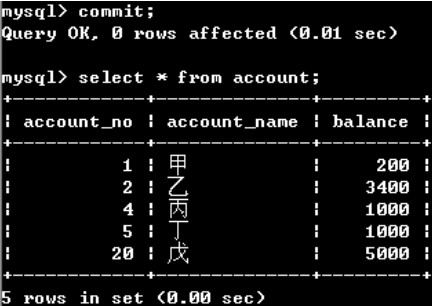 mysql> commit;
Query OK, 0 rows affected (0.01 sec)
mysql> select * from account;
+------------+--------------+---------+
| account_no | account_name | balance |
+------------+--------------+---------+
| 1 | 甲 | 200 |
| 2 | 乙 | 3400 |
| 4 | 丙 | 1000 |
| 5 | 丁 | 1000 |
| 20 | 戊 | 5000 |
+------------+--------------+---------+
5 rows in set (0.00 sec)